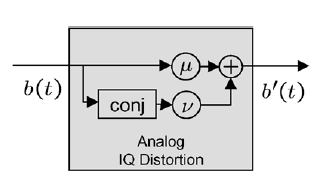 μ
+
b(t)
conj
ν
b′(t)
Analog
IQ Distortion